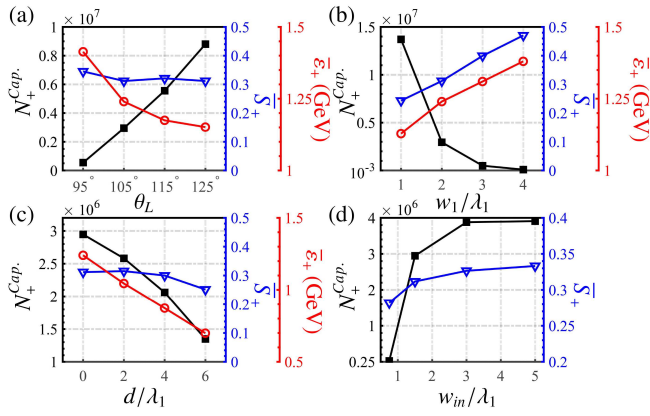 (a)
× 10⁷
N₊^Cap.
1
0.8
0.6
0.4
0.2
0
95° 105° 115° 125°
θ_L
0.5
0.4
0.3
0.2
0.1
0
S̄₊
1.5
1.25
1
ε̄₊ (GeV)
(b)
× 10⁷
N₊^Cap.
1.5
1
0.5
10⁻³
1 2 3 4
w₁/λ₁
0.5
0.4
0.3
0.2
0.1
0
S̄₊
1.5
1.25
1
ε̄₊ (GeV)
(c)
× 10⁶
N₊^Cap.
3
2.5
2
1.5
1
0 2 4 6
d/λ₁
0.5
0.4
0.3
0.2
0.1
0
S̄₊
1.5
1
0.5
ε̄₊ (GeV)
(d)
× 10⁶
N₊^Cap.
4
3
2
1
0.25
1 2 3 4 5
w_in/λ₁
0.4
0.35
0.3
0.25
0.2
S̄₊